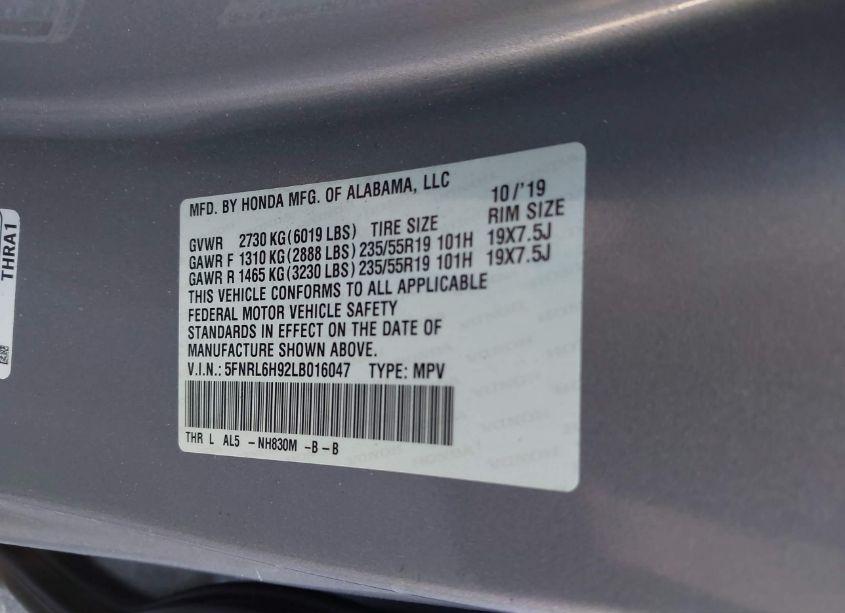 MFD. BY HONDA MFG. OF ALABAMA, LLC 10/'19
GVWR 2730 KG (6019 LBS) TIRE SIZE RIM SIZE
GAWR F 1310 KG (2888 LBS) 235/55R19 101H 19X7.5J
GAWR R 1465 KG (3230 LBS) 235/55R19 101H 19X7.5J
THIS VEHICLE CONFORMS TO ALL APPLICABLE
FEDERAL MOTOR VEHICLE SAFETY
STANDARDS IN EFFECT ON THE DATE OF
MANUFACTURE SHOWN ABOVE.
V.I.N.: 5FNRL6H92LB016047 TYPE: MPV
THR L AL5 -NH830M -B-B
THRA1